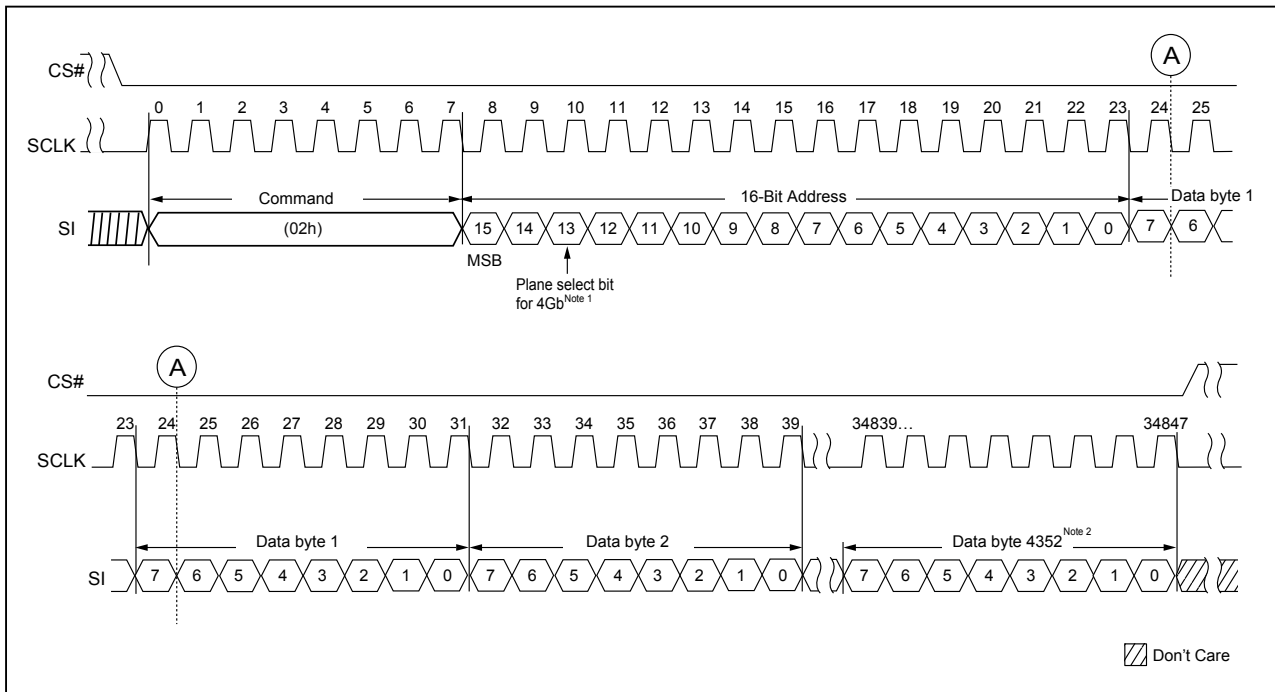 A
CS#
0 1 2 3 4 5 6 7 8 9 10 11 12 13 14 15 16 17 18 19 20 21 22 23 24 25
SCLK
Command 16-Bit Address Data byte 1
SI (02h) 15 14 13 12 11 10 9 8 7 6 5 4 3 2 1 0 7 6
MSB
Plane select bit
for 4Gb Note 1
A
CS#
23 24 25 26 27 28 29 30 31 32 33 34 35 36 37 38 39 34839... 34847
SCLK
Data byte 1 Data byte 2 Data byte 4352 Note 2
SI 7 6 5 4 3 2 1 0 7 6 5 4 3 2 1 0 7 6 5 4 3 2 1 0
Don't Care